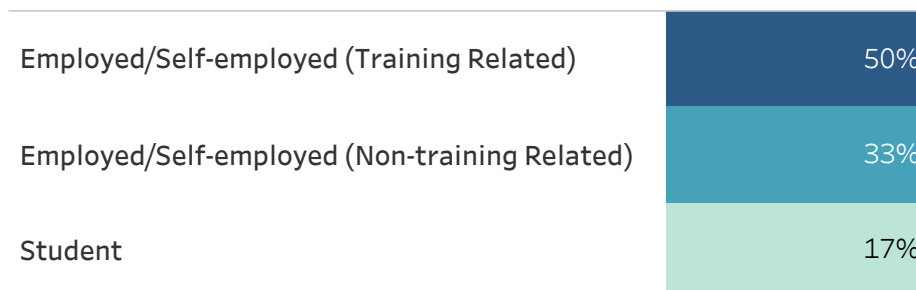 Employed/Self-employed (Training Related) 50%
Employed/Self-employed (Non-training Related) 33%
Student 17%